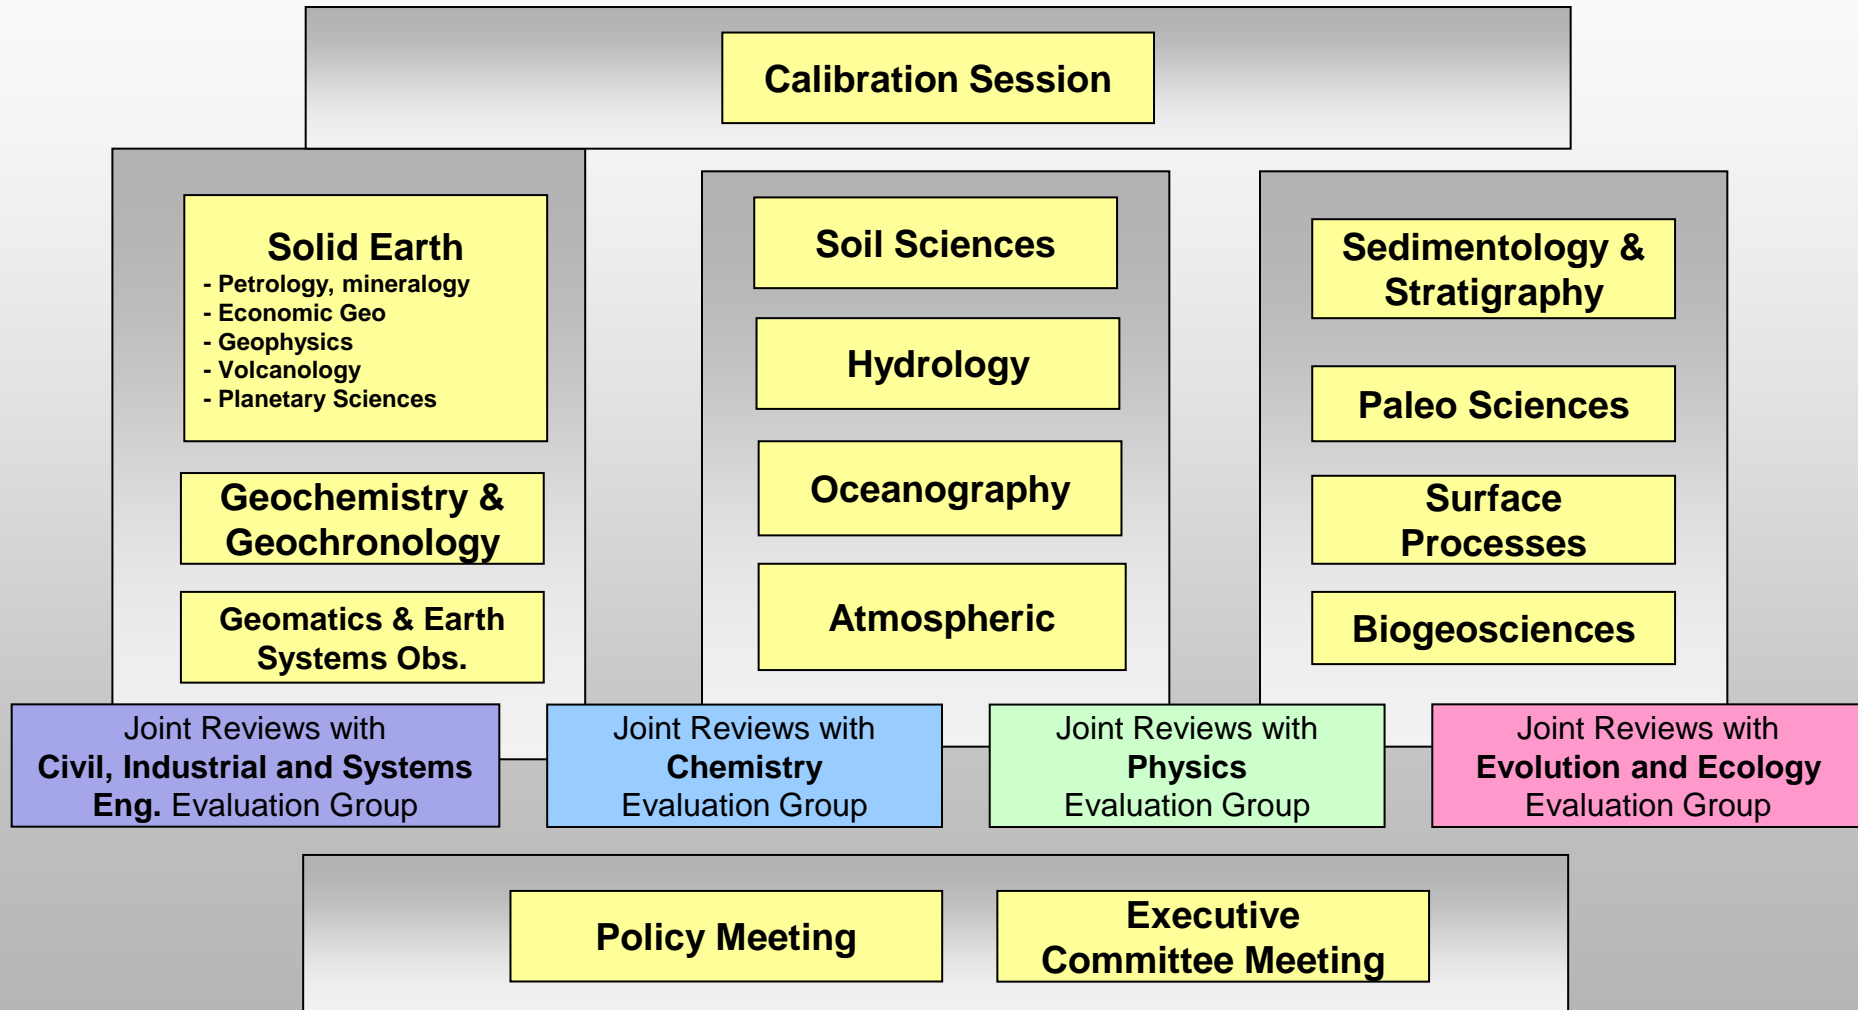 Calibration Session
Solid Earth
- Petrology, mineralogy
- Economic Geo
- Geophysics
- Volcanology
- Planetary Sciences
Geochemistry &
Geochronology
Geomatics & Earth
Systems Obs.
Soil Sciences
Hydrology
Oceanography
Atmospheric
Sedimentology &
Stratigraphy
Paleo Sciences
Surface
Processes
Biogeosciences
Joint Reviews with
Civil, Industrial and Systems
Eng. Evaluation Group
Joint Reviews with
Chemistry
Evaluation Group
Joint Reviews with
Physics
Evaluation Group
Joint Reviews with
Evolution and Ecology
Evaluation Group
Policy Meeting
Executive
Committee Meeting